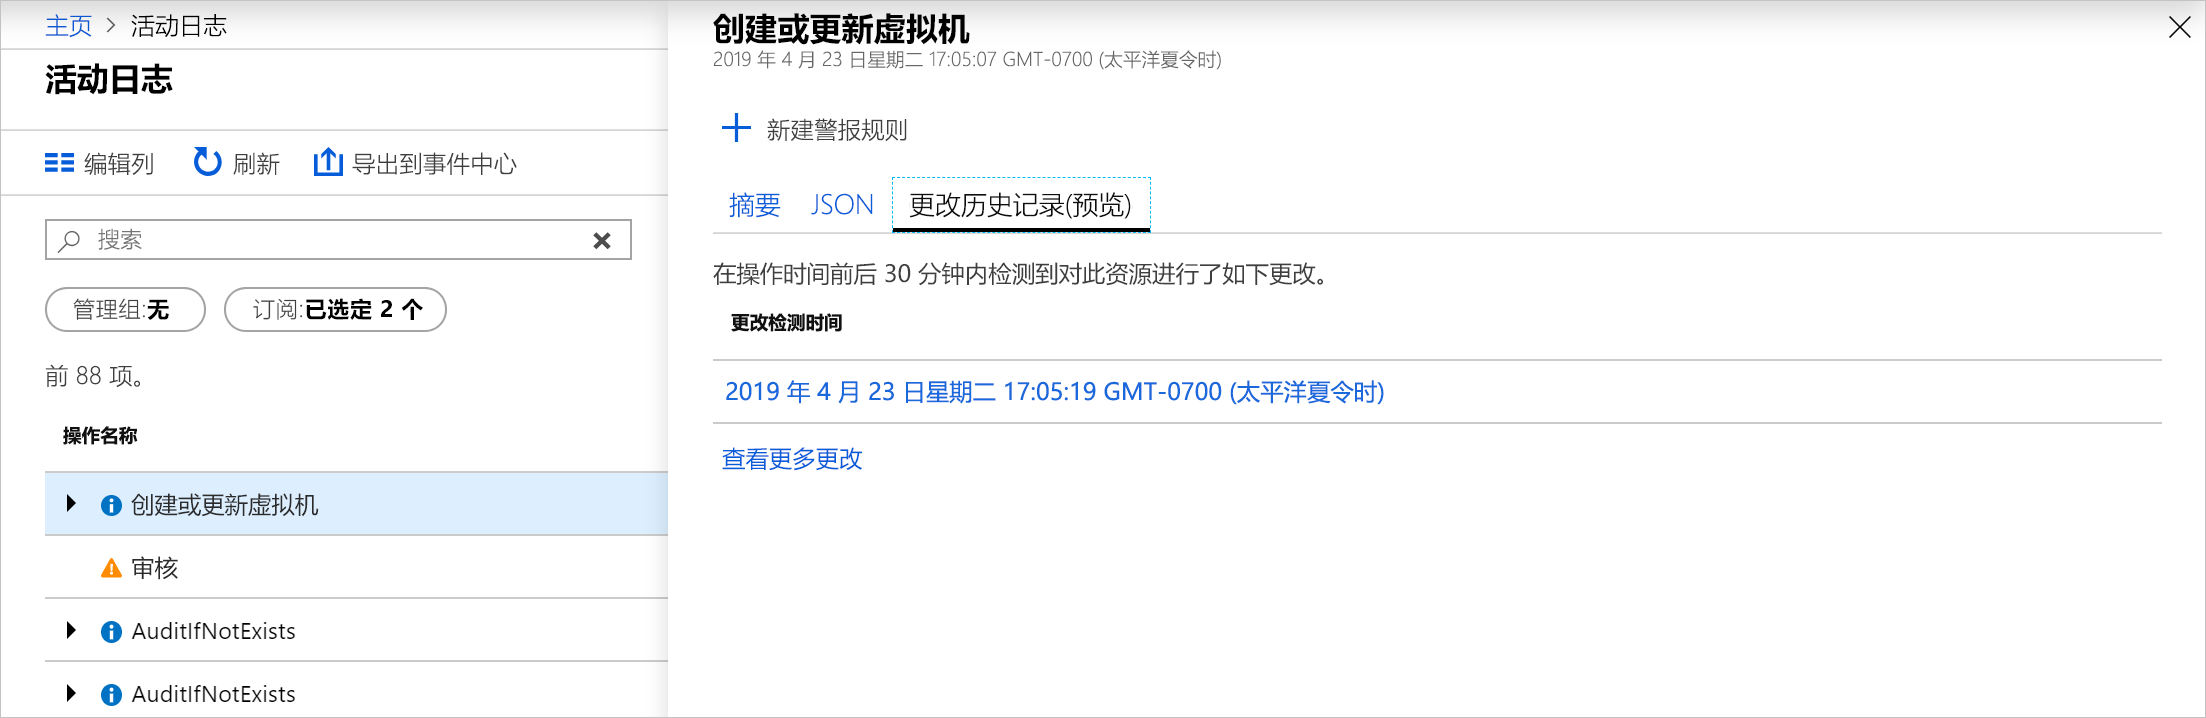 主页 > 活动日志
活动日志
编辑列 刷新 导出到事件中心
搜索
管理组:无 订阅:已选定 2 个
前 88 项。
操作名称
创建或更新虚拟机
审核
AuditIfNotExists
AuditIfNotExists
创建或更新虚拟机
2019 年 4 月 23 日星期二 17:05:07 GMT-0700 (太平洋夏令时)
新建警报规则
摘要 JSON 更改历史记录(预览)
在操作时间前后 30 分钟内检测到对此资源进行了如下更改。
更改检测时间
2019 年 4 月 23 日星期二 17:05:19 GMT-0700 (太平洋夏令时)
查看更多更改